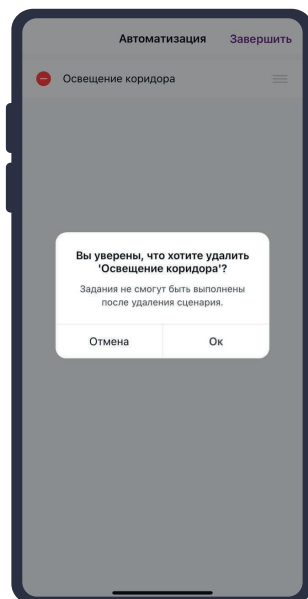 Автоматизация Завершить
Освещение коридора
Вы уверены, что хотите удалить
'Освещение коридора'?
Задания не смогут быть выполнены
после удаления сценария.
Отмена Ок